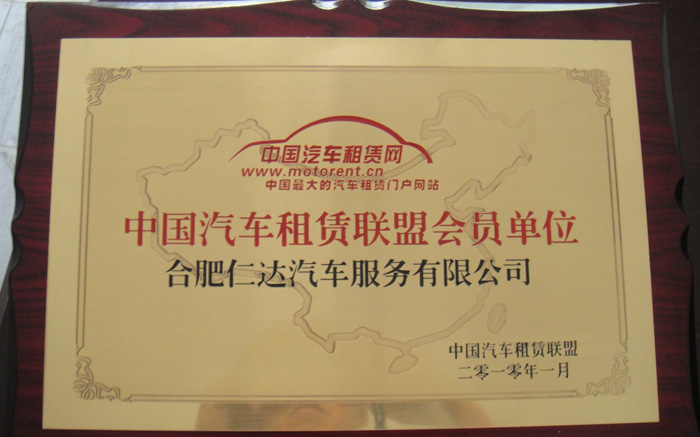 中国汽车租赁网
www.motorent.cn
中国最大的汽车租赁门户网站
中国汽车租赁联盟会员单位
合肥仁达汽车服务有限公司
中国汽车租赁联盟
二零一零年一月